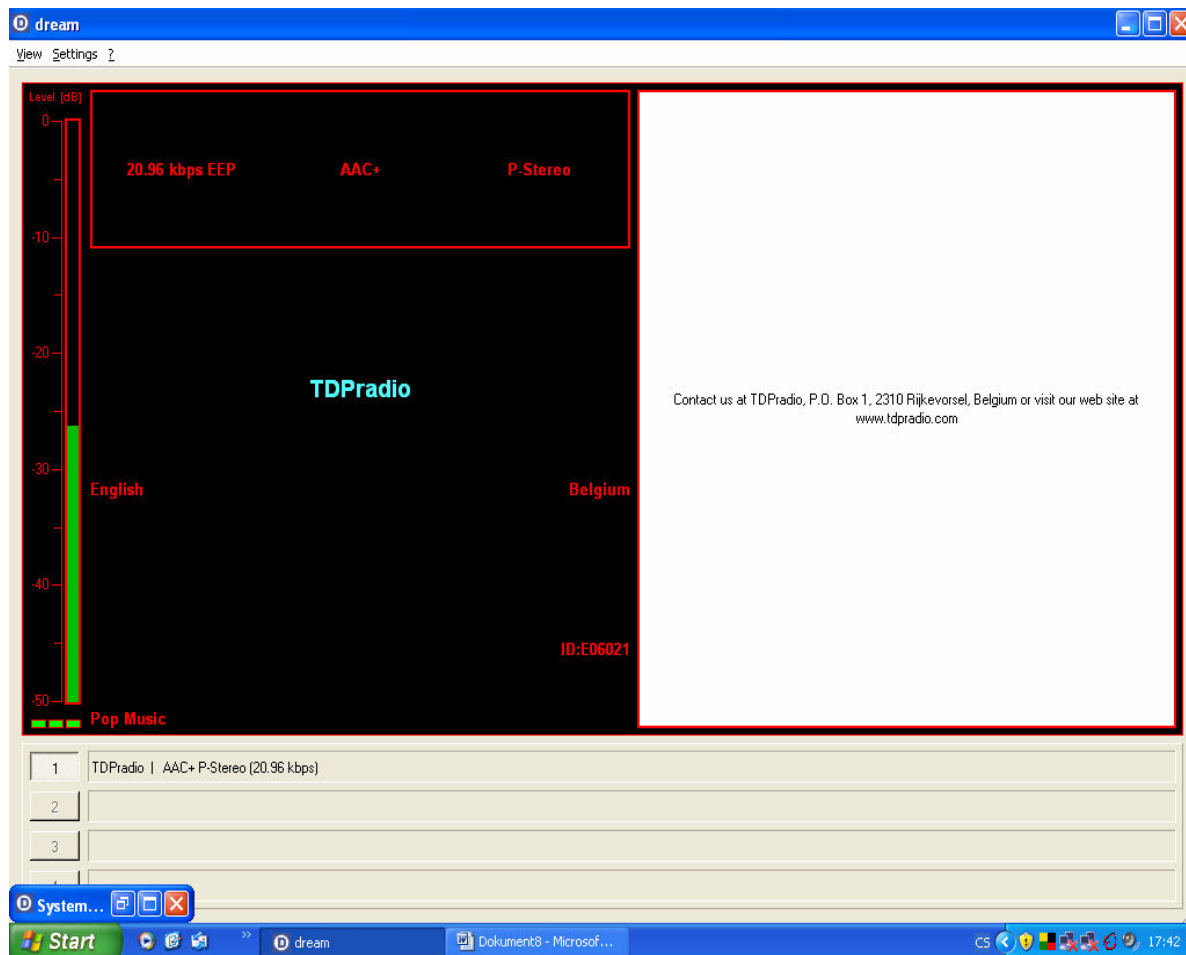 dream
View Settings ?
Level [dB]
0
-10
-20
-30
-40
-50
20.96 kbps EEP AAC+ P-Stereo
TDPradio
English Belgium
ID:E06021
Pop Music
Contact us at TDPradio, P.O. Box 1, 2310 Rijkevorsel, Belgium or visit our web site at
www.tdpradio.com
1 TDPradio | AAC+ P-Stereo (20.96 kbps)
2
3
System...
Start dream Dokument8 - Microsof... CS 17:42